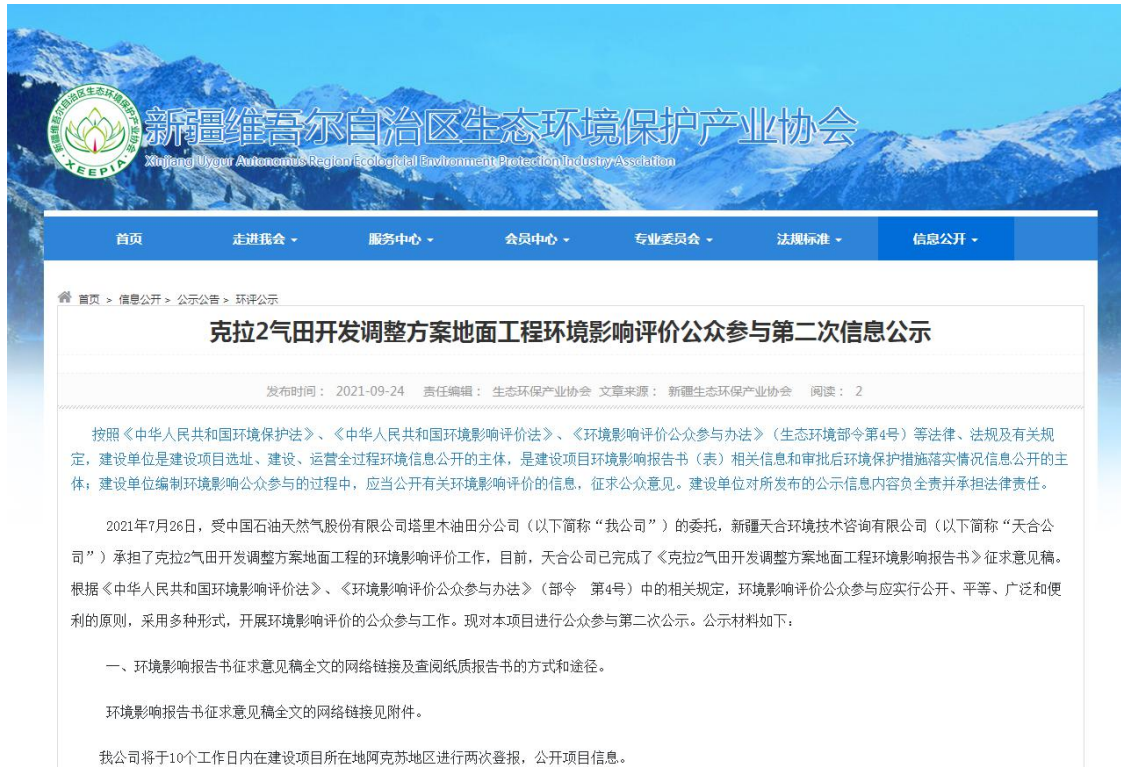 新疆维吾尔自治区生态环境保护产业协会
XEEPIA
Xinjiang Uygur Autonomius Region Ecologicial Environment Protection Industry Assciation
首页 走进我会 服务中心 会员中心 专业委员会 法规标准 信息公开
首页 > 信息公开 > 公示公告 > 环评公示
克拉2气田开发调整方案地面工程环境影响评价公众参与第二次信息公示
发布时间： 2021-09-24 责任编辑： 生态环保产业协会 文章来源： 新疆生态环保产业协会 阅读： 2
按照《中华人民共和国环境保护法》、《中华人民共和国环境影响评价法》、《环境影响评价公众参与办法》（生态环境部令第4号）等法律、法规及有关规
定，建设单位是建设项目选址、建设、运营全过程环境信息公开的主体，是建设项目环境影响报告书（表）相关信息和审批后环境保护措施落实情况信息公开的主
体；建设单位编制环境影响公众参与的过程中，应当公开有关环境影响评价的信息，征求公众意见。建设单位对所发布的公示信息内容负全责并承担法律责任。
2021年7月26日，受中国石油天然气股份有限公司塔里木油田分公司（以下简称“我公司”）的委托，新疆天合环境技术咨询有限公司（以下简称“天合公
司”）承担了克拉2气田开发调整方案地面工程的环境影响评价工作，目前，天合公司已完成了《克拉2气田开发调整方案地面工程环境影响报告书》征求意见稿。
根据《中华人民共和国环境影响评价法》、《环境影响评价公众参与办法》（部令 第4号）中的相关规定，环境影响评价公众参与应实行公开、平等、广泛和便
利的原则，采用多种形式，开展环境影响评价的公众参与工作。现对本项目进行公众参与第二次公示。公示材料如下：
一、环境影响报告书征求意见稿全文的网络链接及查阅纸质报告书的方式和途径。
环境影响报告书征求意见稿全文的网络链接见附件。
我公司将于10个工作日内在建设项目所在地阿克苏地区进行两次登报，公开项目信息。